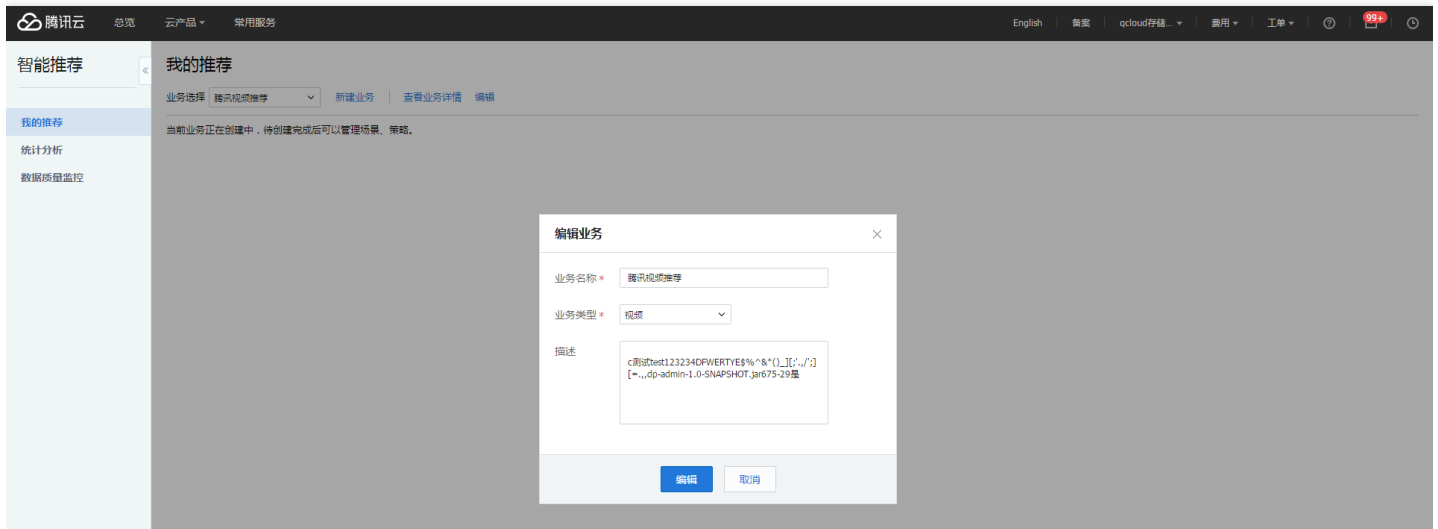 腾讯云 总览 云产品 常用服务 English 备案 qcloud存储... 费用 工单 99+
智能推荐
我的推荐
统计分析
数据质量监控
我的推荐
业务选择 腾讯视频推荐 新建业务 查看业务详情 编辑
当前业务正在创建中，待创建完成后可以管理场景、策略。
编辑业务
业务名称 * 腾讯视频推荐
业务类型 * 视频
描述
c测试test123234DFWERTYE$%^&*()_][;'.,/';]
[=.,,dp-admin-1.0-SNAPSHOT.jar675-29是
编辑 取消